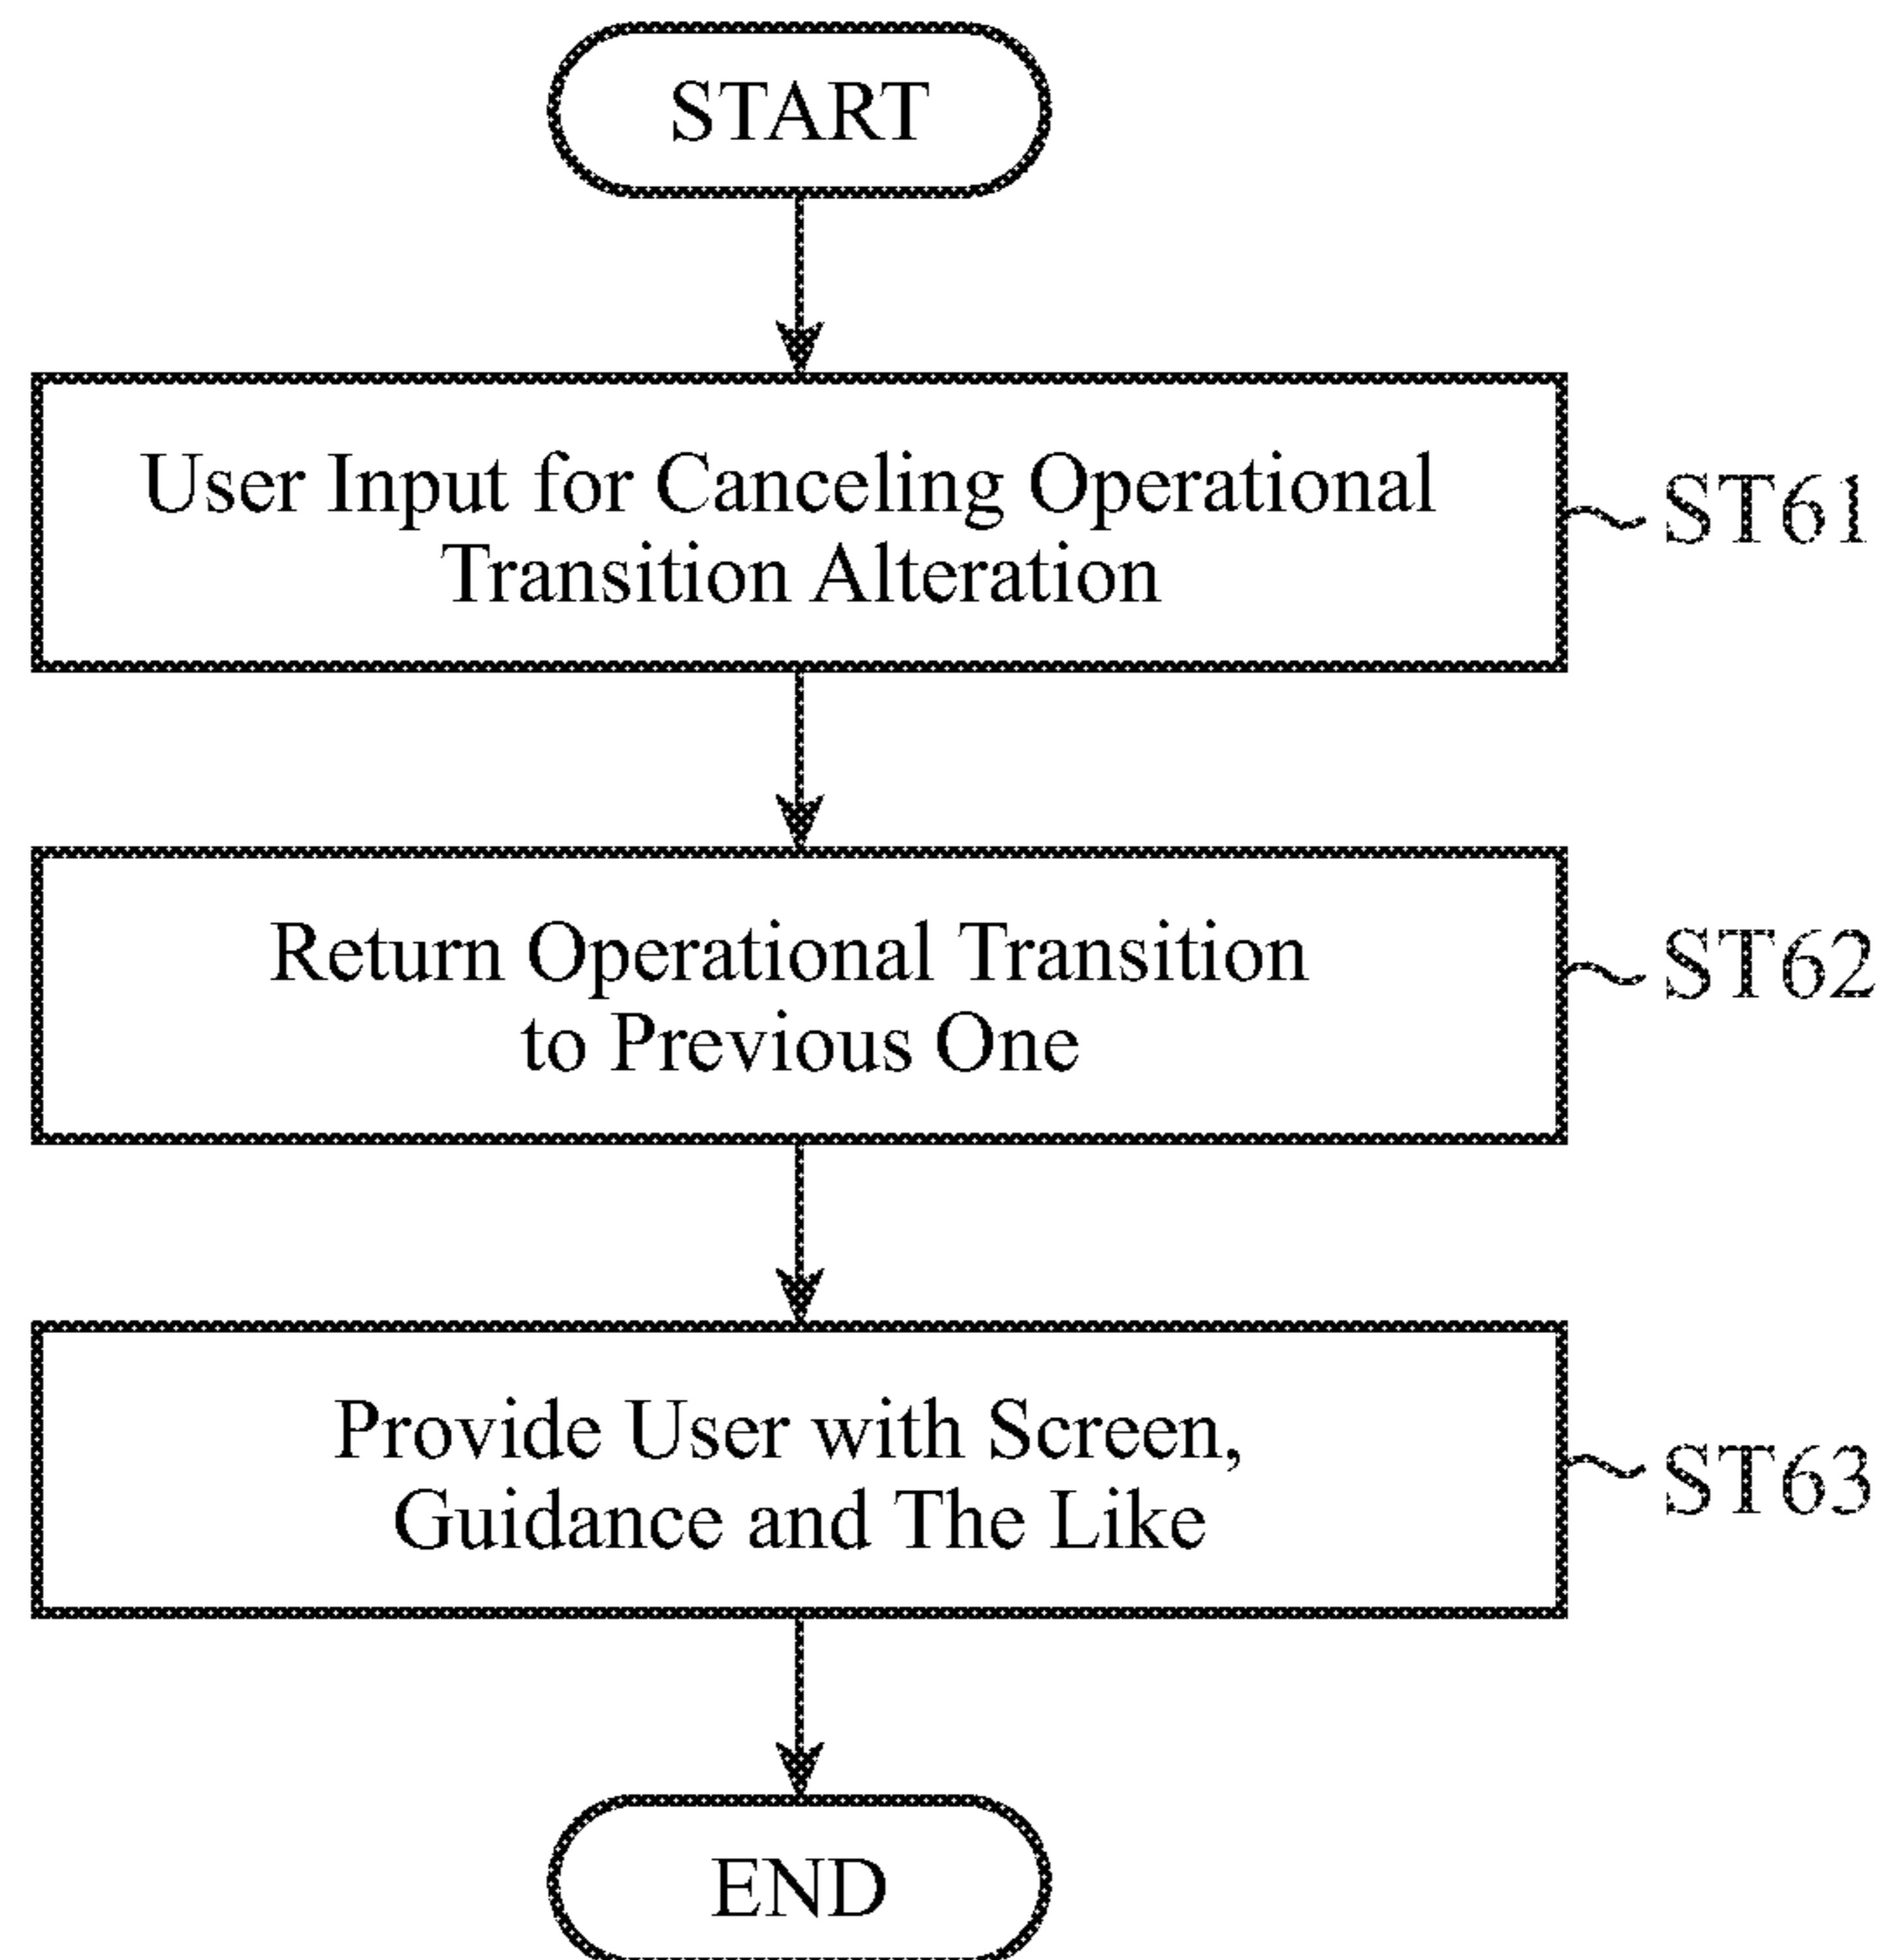 START
User Input for Canceling Operational
Transition Alteration
ST61
Return Operational Transition
to Previous One
ST62
Provide User with Screen,
Guidance and The Like
ST63
END